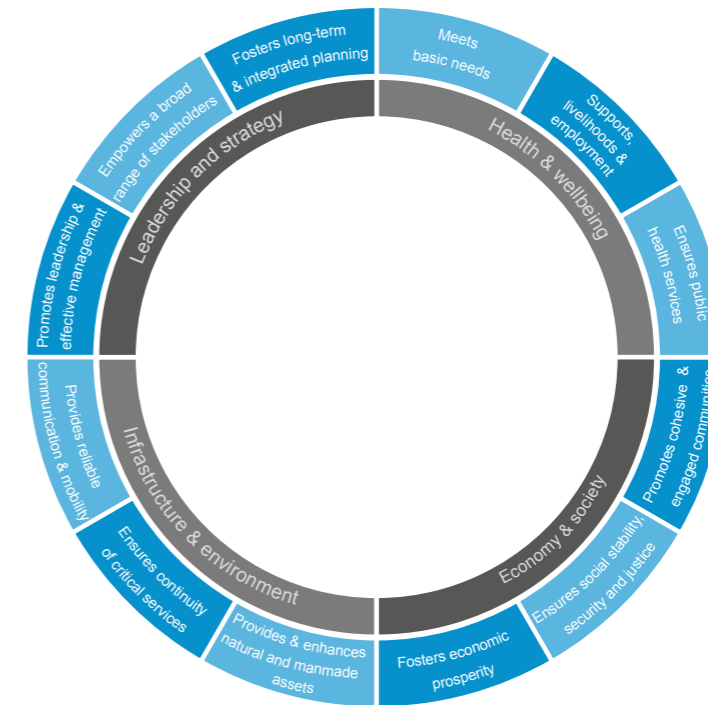 Meets
basic needs
Supports,
livelihoods &
employment
Ensures public
health services
Promotes cohesive &
engaged communities
Ensures social stability,
security and justice
Fosters economic
prosperity
Provides & enhances
natural and manmade
assets
Ensures continuity
of critical services
Provides reliable
communication & mobility
Promotes leadership &
effective management
Empowers a broad
range of stakeholders
Fosters long-term
& integrated planning
Health & wellbeing
Economy & society
Infrastructure & environment
Leadership and strategy